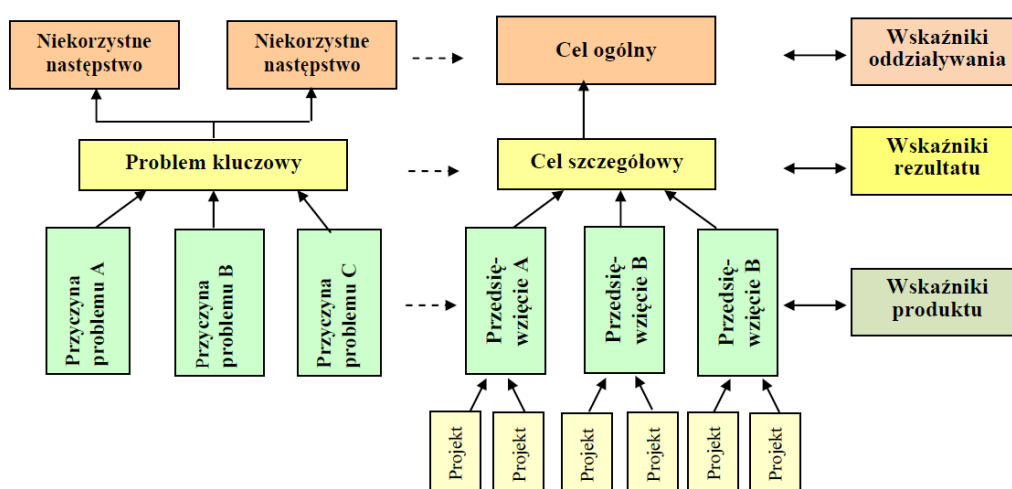 Niekorzystne
następstwo
Niekorzystne
następstwo
Cel ogólny
Wskaźniki
oddziaływania
Problem kluczowy
Cel szczegółowy
Wskaźniki
rezultatu
Przyczyna
problemu A
Przyczyna
problemu B
Przyczyna
problemu C
Przedsię-
wzięcie A
Przedsię-
wzięcie B
Przedsię-
wzięcie B
Wskaźniki
produktu
Projekt
Projekt
Projekt
Projekt
Projekt
Projekt